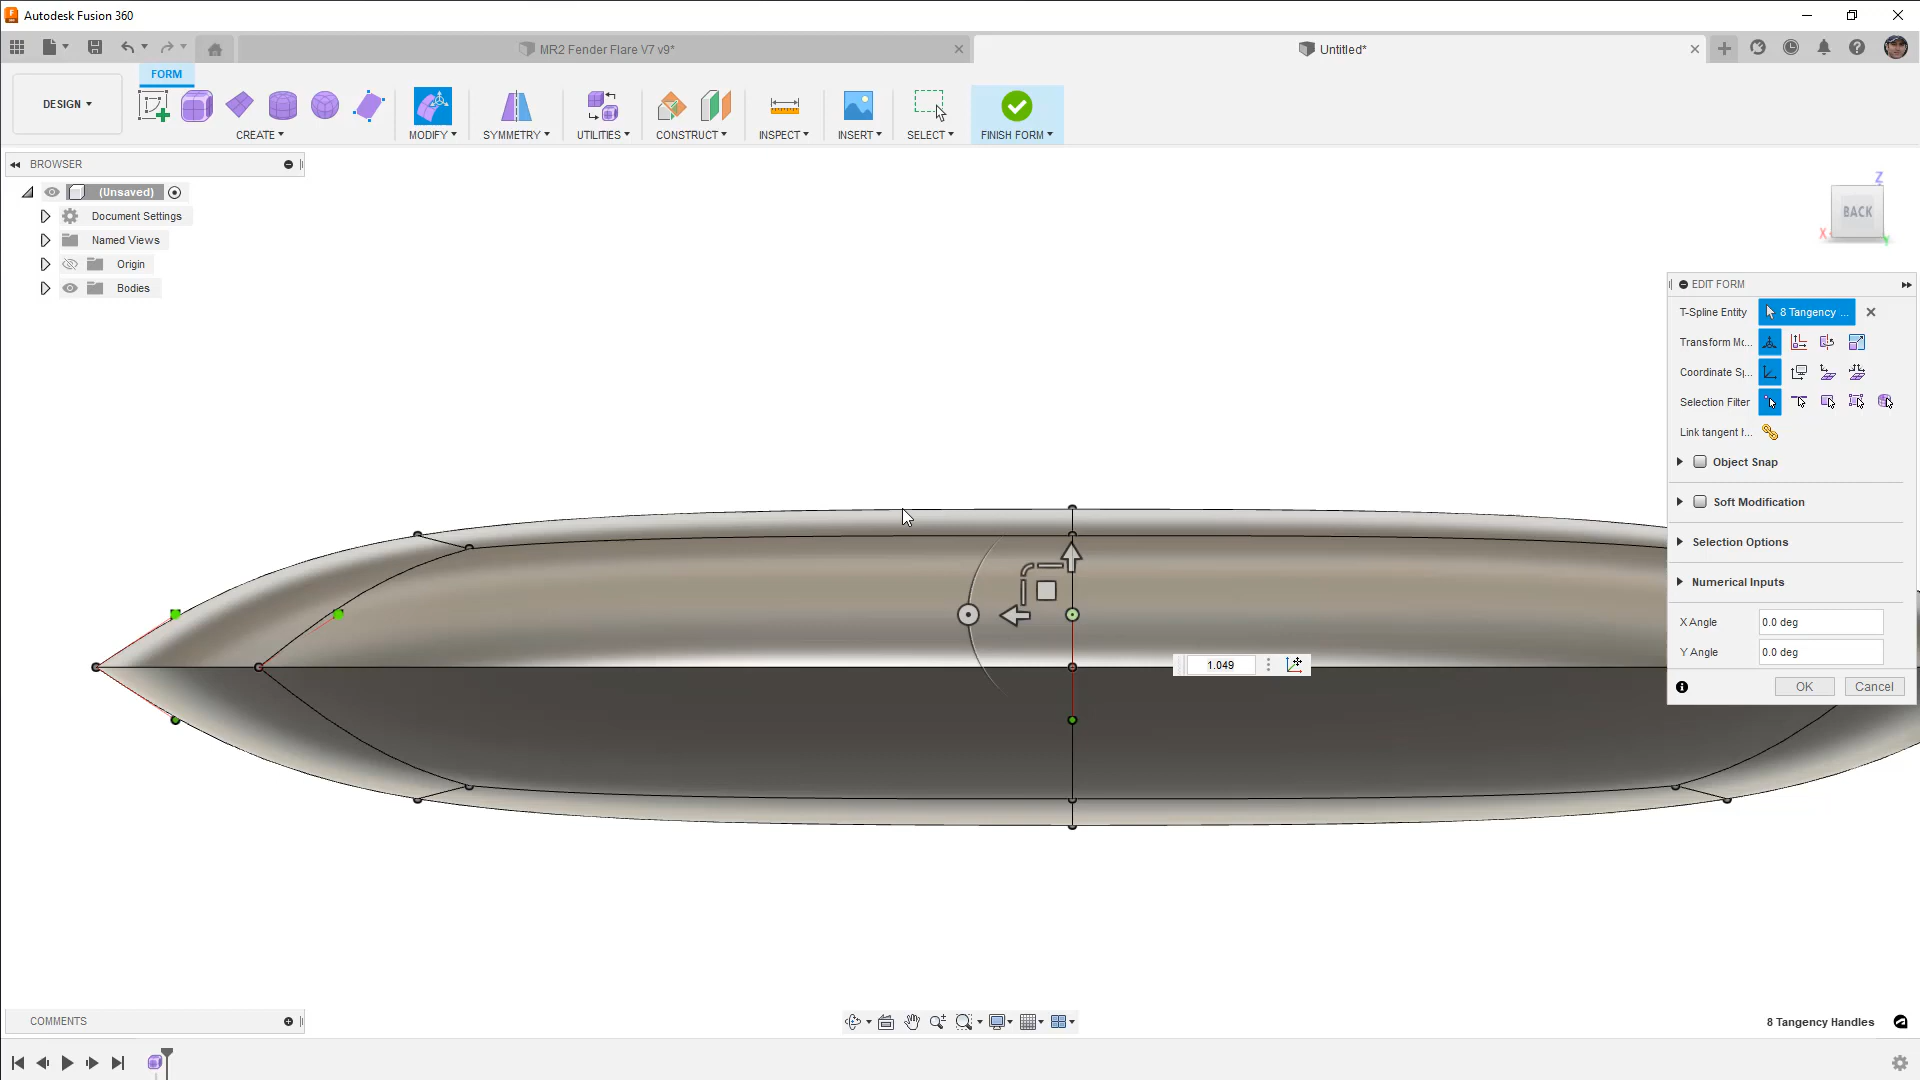 Autodesk Fusion 360
MR2 Fender Flare V7 v9*
Untitled*
FORM
DESIGN
CREATE
MODIFY
SYMMETRY
UTILITIES
CONSTRUCT
INSPECT
INSERT
SELECT
FINISH FORM
BROWSER
(Unsaved)
Document Settings
Named Views
Origin
Bodies
Z
BACK
X
Y
EDIT FORM
T-Spline Entity
8 Tangency ...
Transform Mo...
Coordinate Sp...
Selection Filter
Link tangent h...
Object Snap
Soft Modification
Selection Options
Numerical Inputs
X Angle
0.0 deg
Y Angle
0.0 deg
OK
Cancel
1.049
COMMENTS
8 Tangency Handles